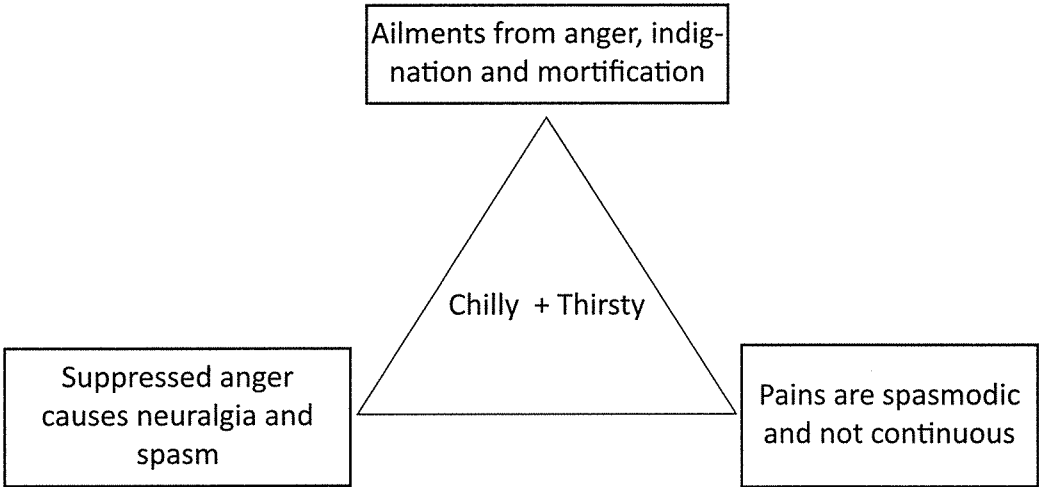 Ailments from anger, indig-
nation and mortification
Chilly + Thirsty
Suppressed anger
causes neuralgia and
spasm
Pains are spasmodic
and not continuous